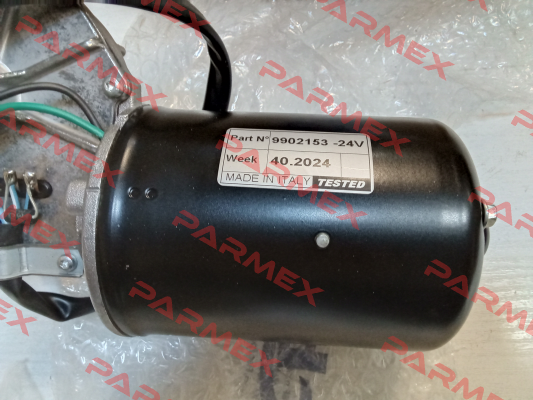 PARMEX
Part N° 9902153 -24V
Week 40.2024
MADE IN ITALY TESTED